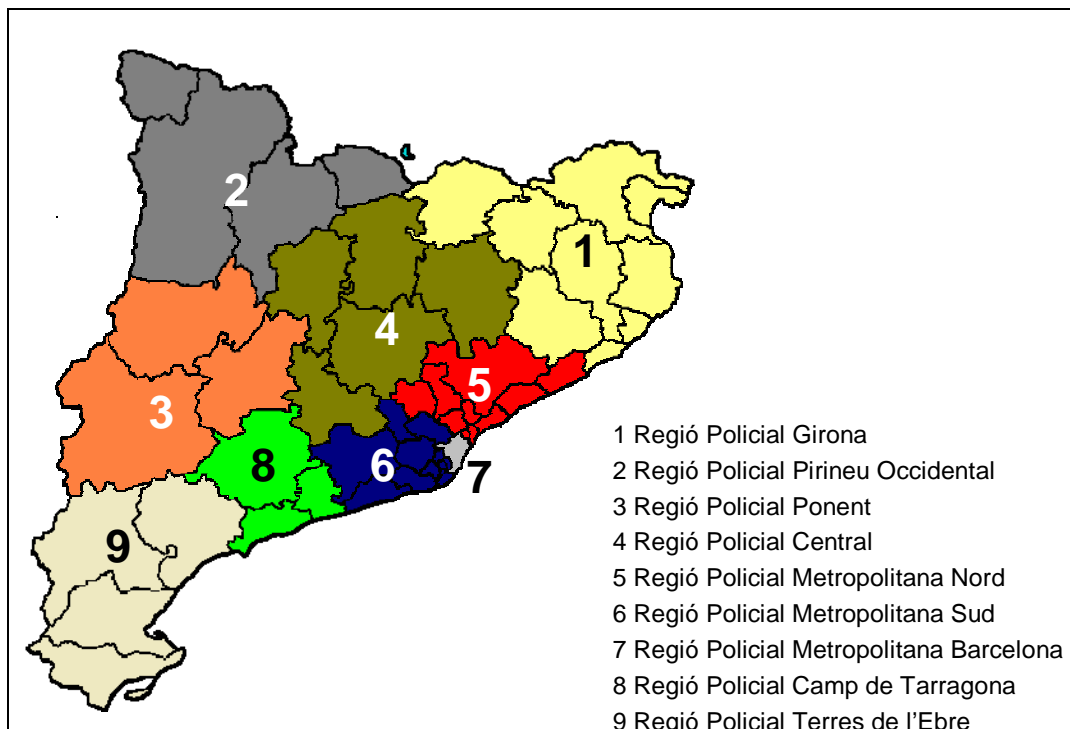 2
1
4
5
3
8
6
7
9
1 Regió Policial Girona
2 Regió Policial Pirineu Occidental
3 Regió Policial Ponent
4 Regió Policial Central
5 Regió Policial Metropolitana Nord
6 Regió Policial Metropolitana Sud
7 Regió Policial Metropolitana Barcelona
8 Regió Policial Camp de Tarragona
9 Regió Policial Terres de l'Ebre